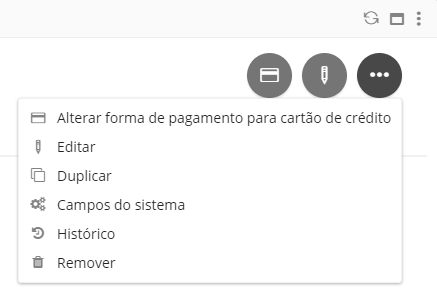 Alterar forma de pagamento para cartão de crédito
Editar
Duplicar
Campos do sistema
Histórico
Remover